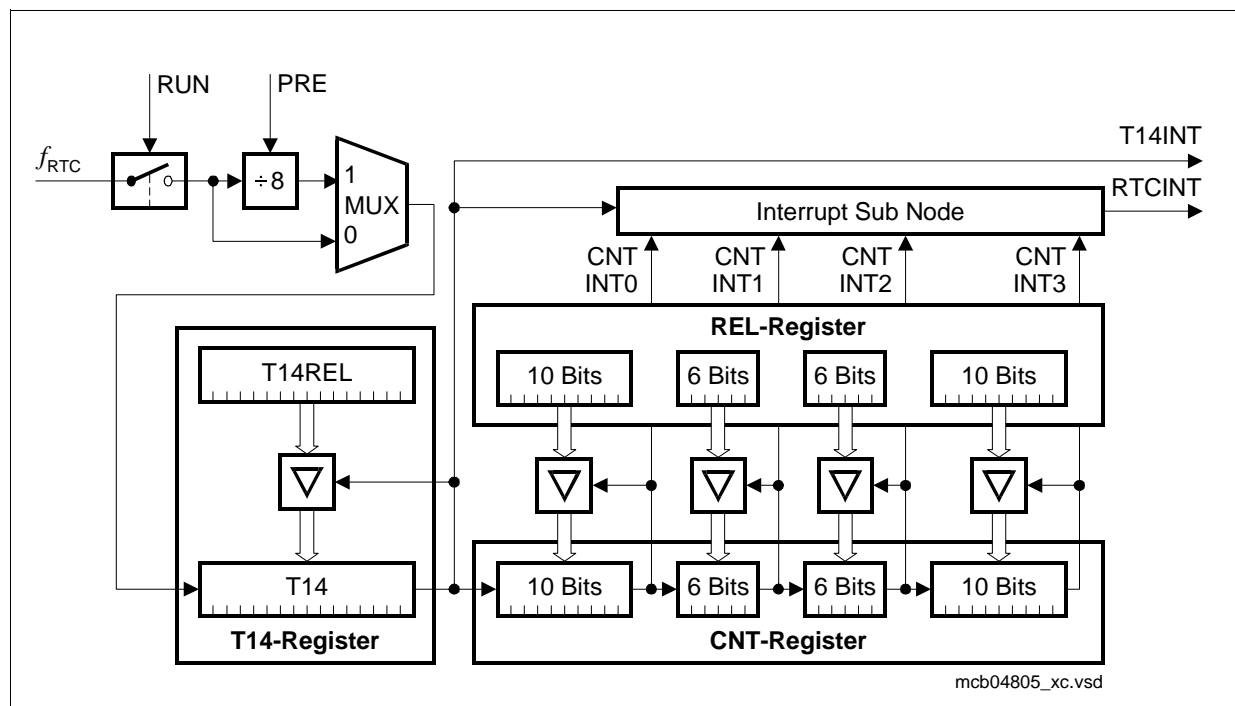 RUN
PRE
fRTC
÷8
1
MUX
0
T14INT
RTCINT
Interrupt Sub Node
CNT
INT0
CNT
INT1
CNT
INT2
CNT
INT3
REL-Register
10 Bits
6 Bits
6 Bits
10 Bits
T14REL
T14
T14-Register
10 Bits
6 Bits
6 Bits
10 Bits
CNT-Register
mcb04805_xc.vsd